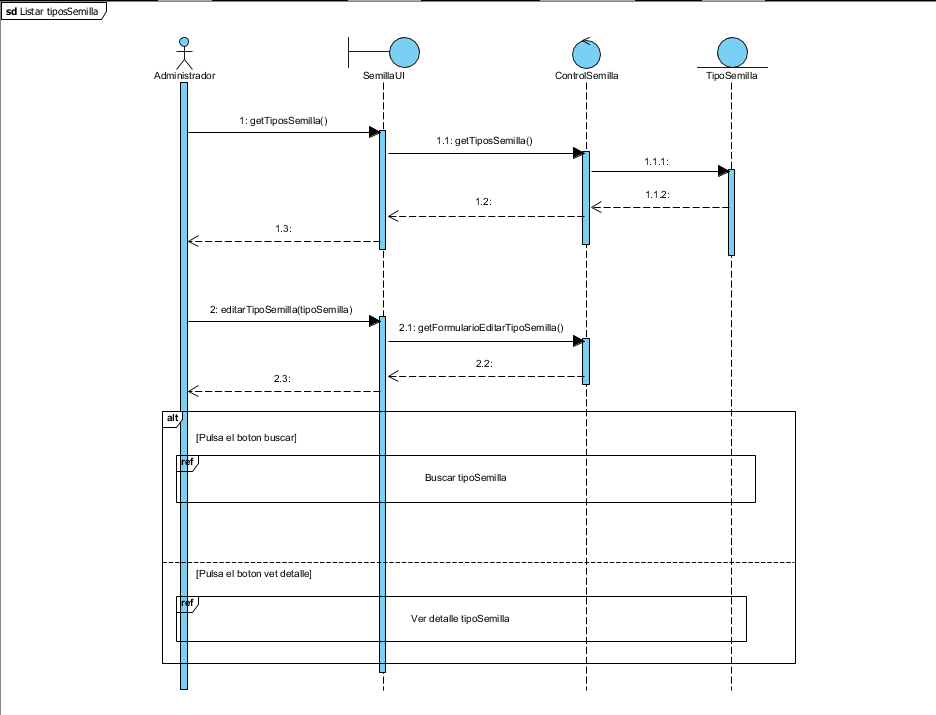 sd Listar tiposSemilla
Administrador
SemillaUI
ControlSemilla
TipoSemilla
1: getTiposSemilla()
1.1: getTiposSemilla()
1.1.1:
1.1.2:
1.2:
1.3:
2: editarTipoSemilla(tipoSemilla)
2.1: getFormularioEditarTipoSemilla()
2.2:
2.3:
alt
[Pulsa el boton buscar]
ref
Buscar tipoSemilla
[Pulsa el boton vet detalle]
ref
Ver detalle tipoSemilla